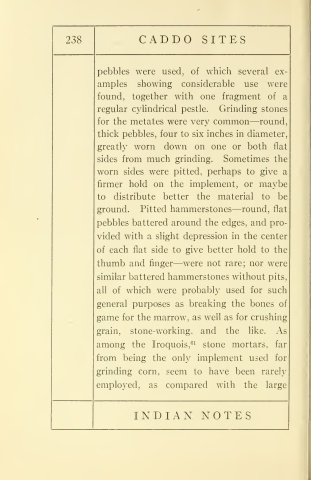 238
CADDO SITES
pebbles were used, of which several ex-
amples showing considerable use were
found, together with one fragment of a
regular cylindrical pestle. Grinding stones
for the metates were very common—round,
thick pebbles, four to six inches in diameter,
greatly worn down on one or both flat
sides from much grinding. Sometimes the
worn sides were pitted, perhaps to give a
firmer hold on the implement, or maybe
to distribute better the material to be
ground. Pitted hammerstones—round, flat
pebbles battered around the edges, and pro-
vided with a slight depression in the center
of each flat side to give better hold to the
thumb and finger—were not rare; nor were
similar battered hammerstones without pits,
all of which were probably used for such
general purposes as breaking the bones of
game for the marrow, as well as for crushing
grain, stone-working, and the like. As
among the Iroquois, stone mortars, far
from being the only implement used for
grinding corn, seem to have been rarely
employed, as compared with the large
INDIAN NOTES